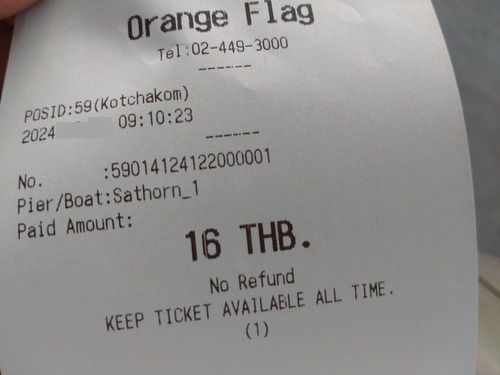 Orange Flag
Tel:02-449-3000
------
POSID:59(Kotchakom)
2024 09:10:23
------
No. :59014124122000001
Pier/Boat:Sathorn_1
Paid Amount:
16 THB.
No Refund
KEEP TICKET AVAILABLE ALL TIME.
(1)